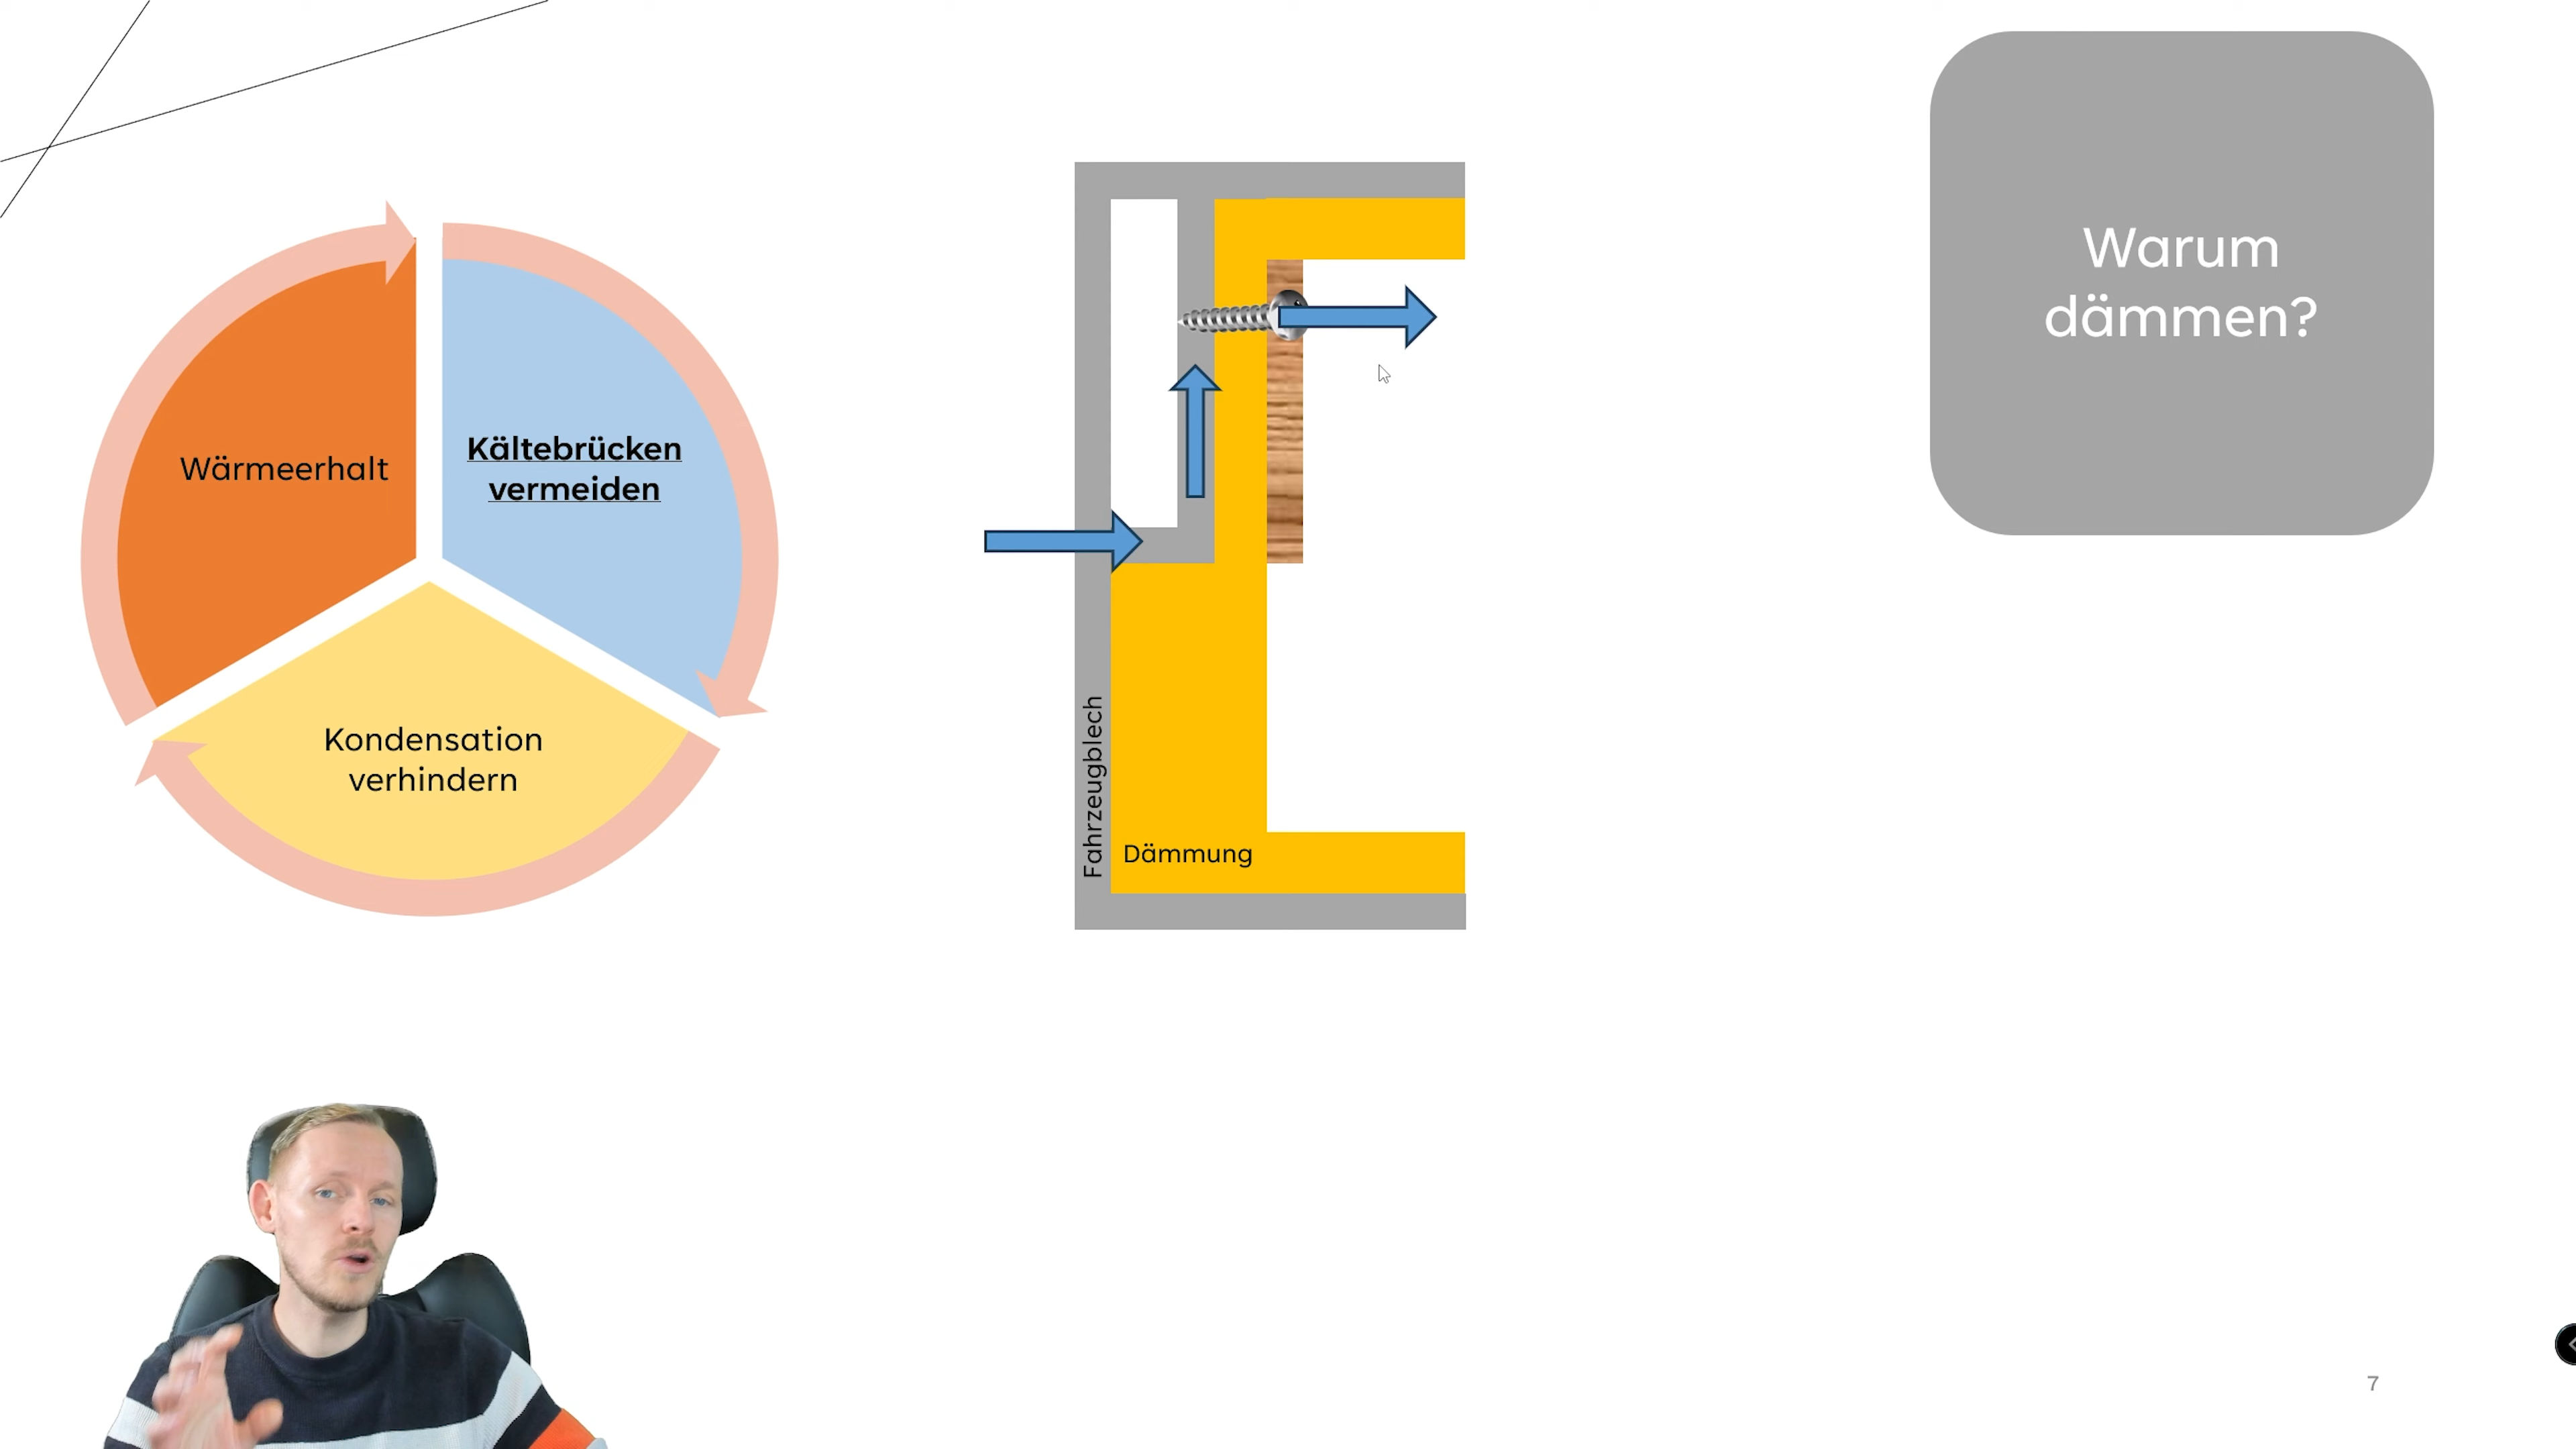 Warum
dämmen?
Wärmeerhalt
Kältebrücken
vermeiden
Kondensation
verhindern
Fahrzeugblech
Dämmung
7